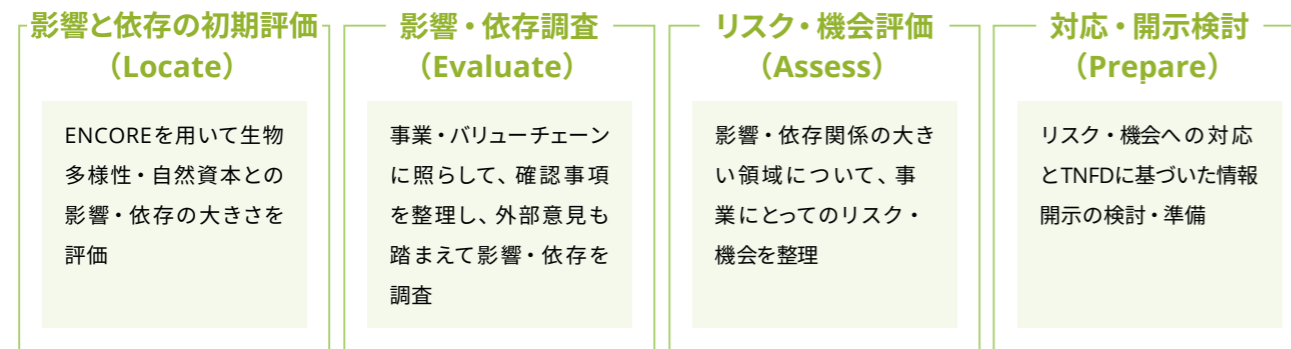 影響と依存の初期評価
（Locate）
ENCOREを用いて生物
多様性・自然資本との
影響・依存の大きさを
評価
影響・依存調査
（Evaluate）
事業・バリューチェーン
に照らして、確認事項
を整理し、外部意見も
踏まえて影響・依存を
調査
リスク・機会評価
（Assess）
影響・依存関係の大き
い領域について、事
業にとってのリスク・
機会を整理
対応・開示検討
（Prepare）
リスク・機会への対応
とTNFDに基づいた情報
開示の検討・準備